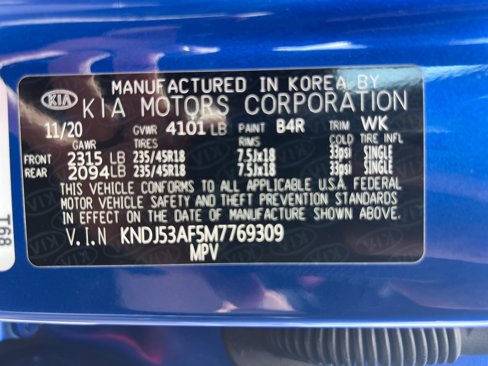 MANUFACTURED IN KOREA BY
KIA KIA MOTORS CORPORATION
11/20 GVWR 4101 LB PAINT B4R TRIM WK
GAWR TIRES RIMS COLD TIRE INFL
FRONT 2315 LB 235/45R18 7.5Jx18 33psi SINGLE
REAR 2094 LB 235/45R18 7.5Jx18 33psi SINGLE
THIS VEHICLE CONFORMS TO ALL APPLICABLE U.S.A. FEDERAL
MOTOR VEHICLE SAFETY AND THEFT PREVENTION STANDARDS
IN EFFECT ON THE DATE OF MANUFACTURE SHOWN ABOVE.
V.I.N KNDJ53AF5M7769309
MPV
T68